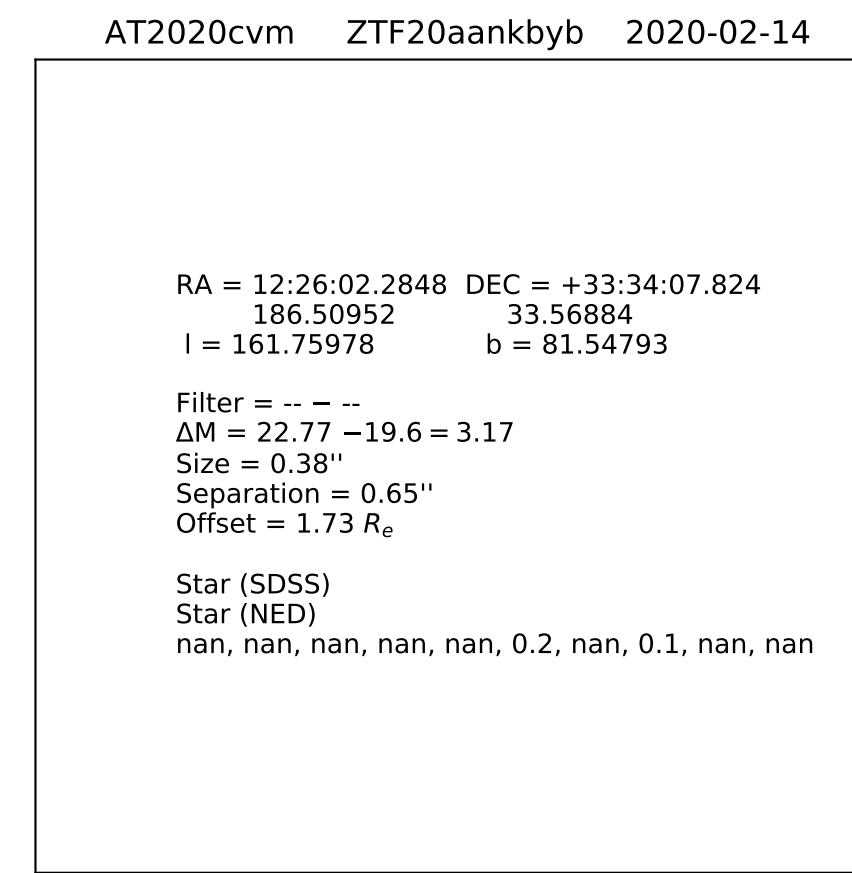 AT2020cvm ZTF20aankbyb 2020-02-14
RA = 12:26:02.2848 DEC = +33:34:07.824
186.50952 33.56884
l = 161.75978 b = 81.54793
Filter = -- − --
ΔM = 22.77 −19.6 = 3.17
Size = 0.38''
Separation = 0.65''
Offset = 1.73 Re
Star (SDSS)
Star (NED)
nan, nan, nan, nan, nan, 0.2, nan, 0.1, nan, nan